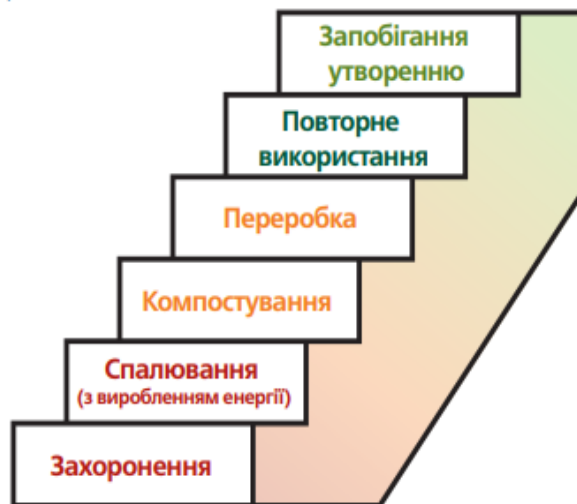 Запобігання
утворенню
Повторне
використання
Переробка
Компостування
Спалювання
(з виробленням енергії)
Захоронення